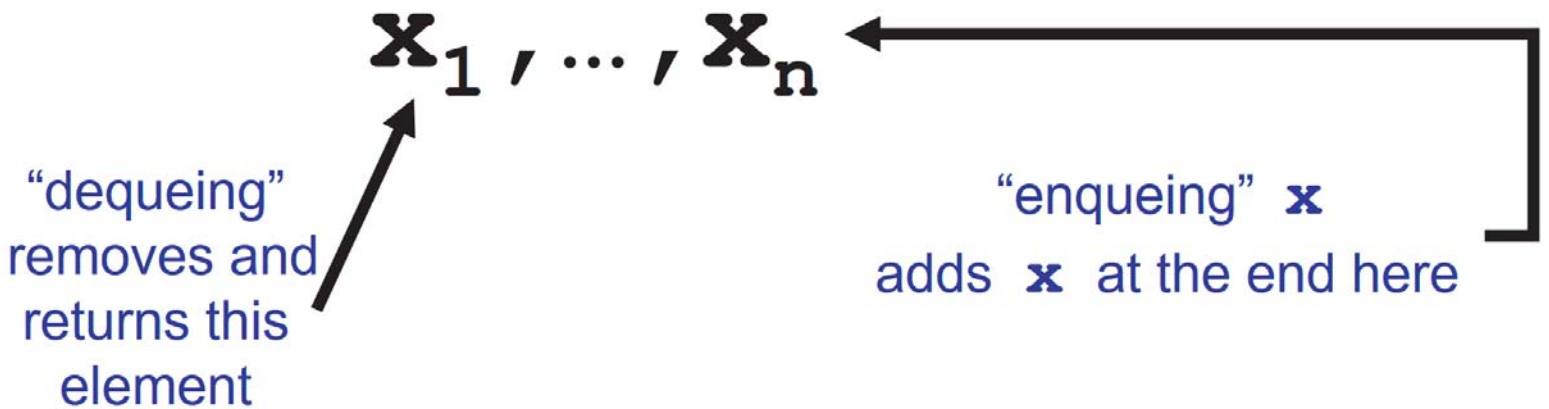 x₁,…,xₙ
“dequeing”
removes and
returns this
element
“enqueing” x
adds x at the end here